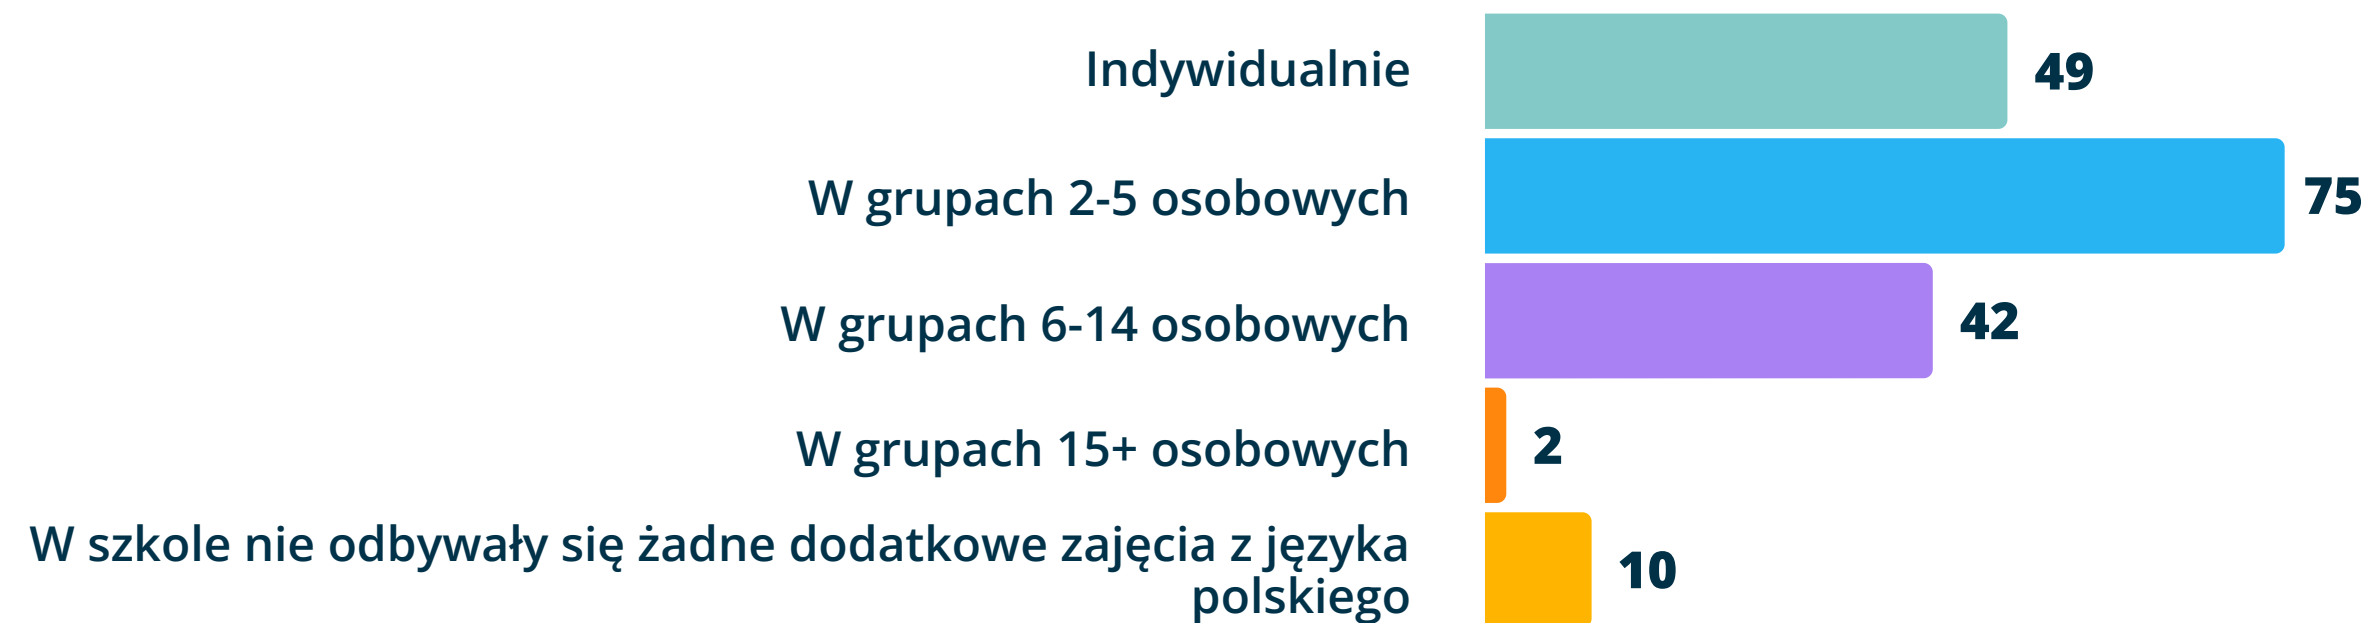 Indywidualnie
49
W grupach 2-5 osobowych
75
W grupach 6-14 osobowych
42
W grupach 15+ osobowych
2
W szkole nie odbywały się żadne dodatkowe zajęcia z języka
polskiego
10